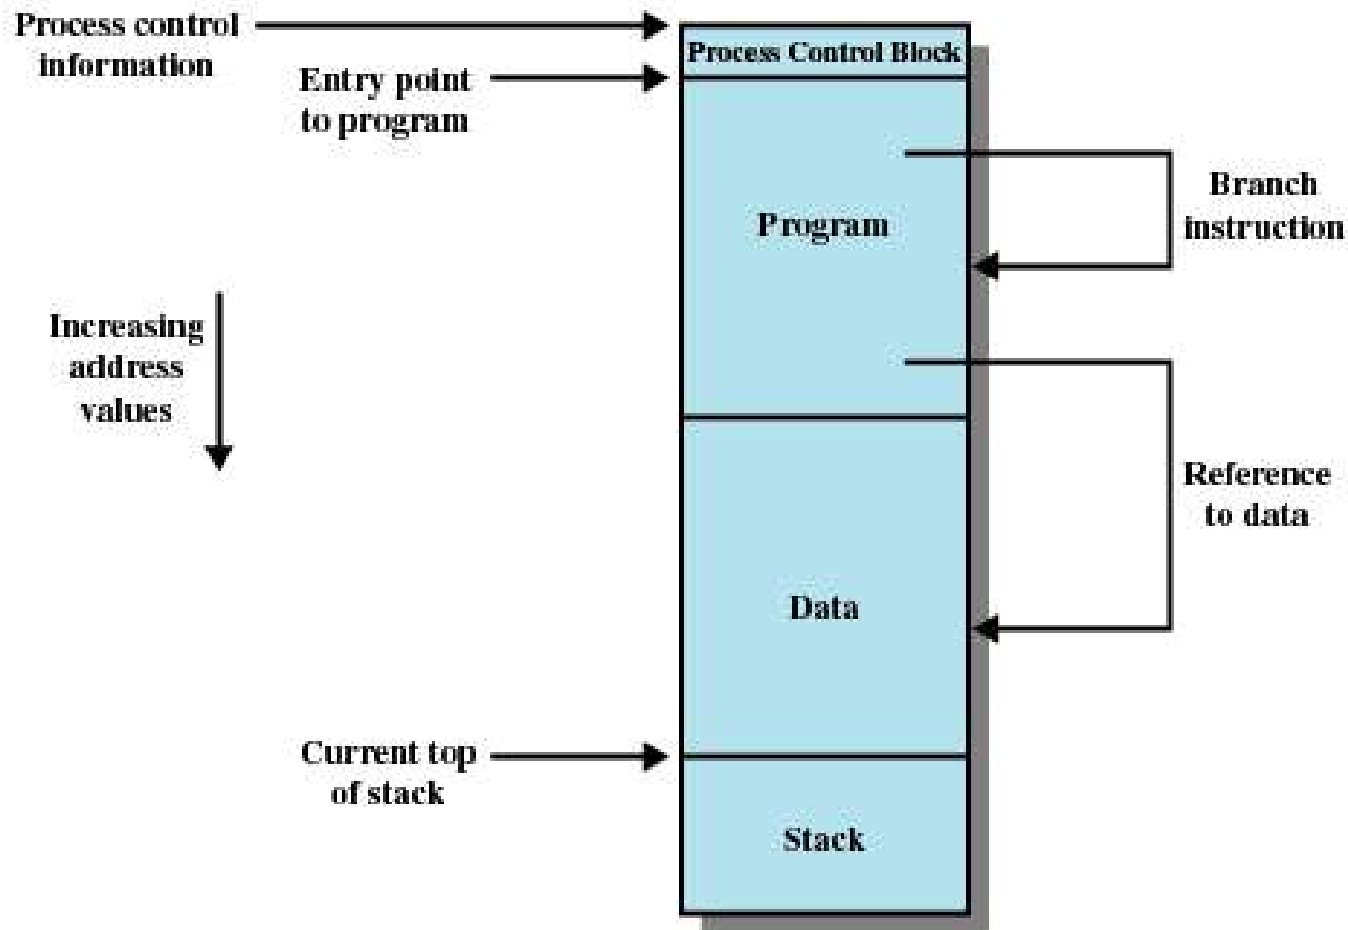 Process control
information
Process Control Block
Entry point
to program
Branch
instruction
Program
Increasing
address
values
Reference
to data
Data
Current top
of stack
Stack